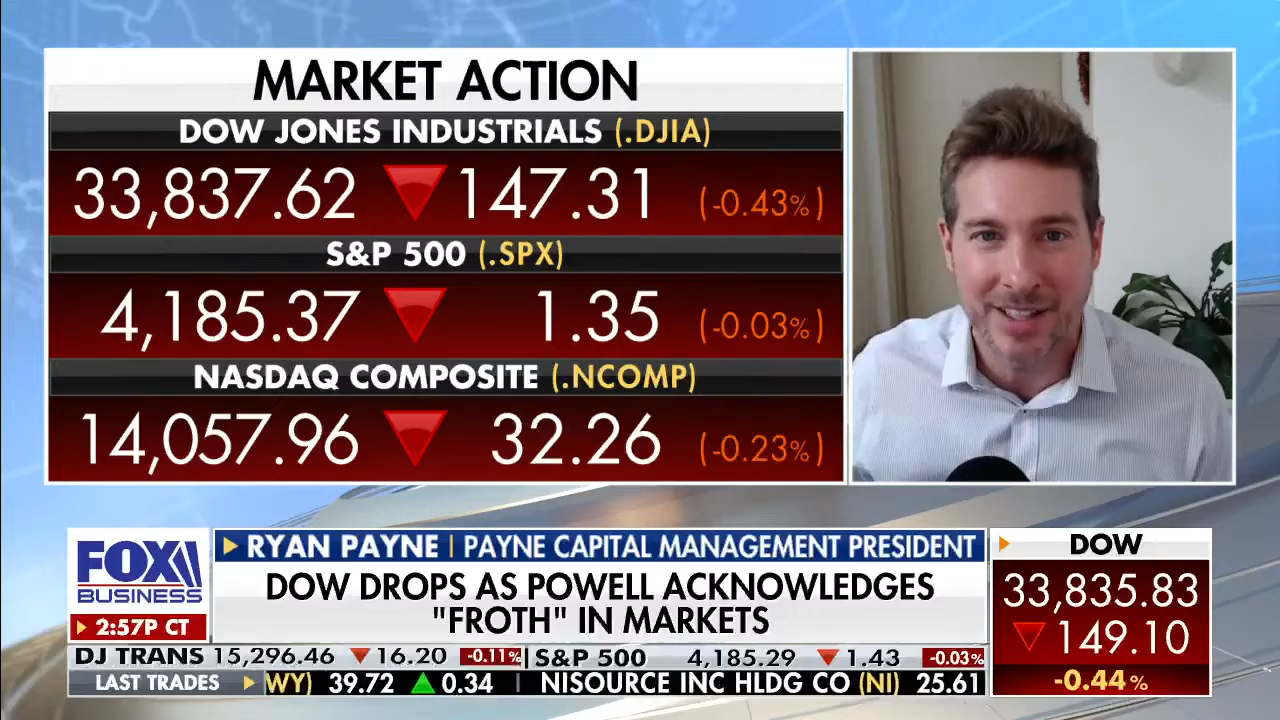 MARKET ACTION
DOW JONES INDUSTRIALS (.DJIA)
33,837.62 147.31 (-0.43%)
S&P 500 (.SPX)
4,185.37 1.35 (-0.03%)
NASDAQ COMPOSITE (.NCOMP)
14,057.96 32.26 (-0.23%)
FOX
BUSINESS
2:57P CT
RYAN PAYNE | PAYNE CAPITAL MANAGEMENT PRESIDENT
DOW DROPS AS POWELL ACKNOWLEDGES
"FROTH" IN MARKETS
DOW
33,835.83
149.10
-0.44%
DJ TRANS 15,296.46 16.20 -0.11% S&P 500 4,185.29 1.43 -0.03%
LAST TRADES WY) 39.72 0.34 | NISOURCE INC HLDG CO (NI) 25.61